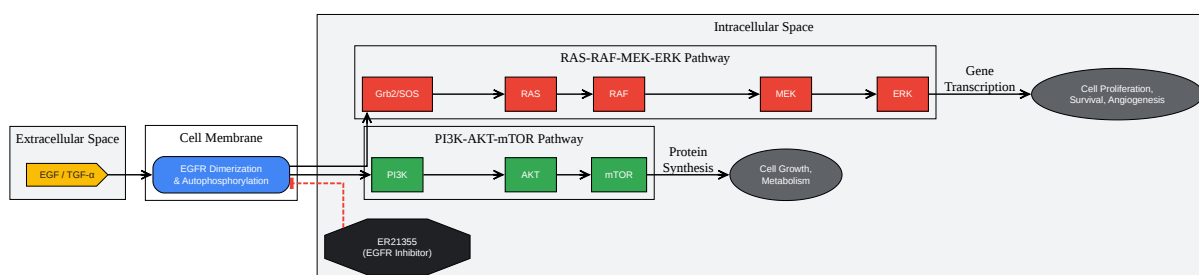 Intracellular Space
RAS-RAF-MEK-ERK Pathway
Grb2/SOS
RAS
RAF
MEK
ERK
Gene
Transcription
Cell Proliferation,
Survival, Angiogenesis
Extracellular Space
EGF / TGF-α
Cell Membrane
EGFR Dimerization
& Autophosphorylation
PI3K-AKT-mTOR Pathway
PI3K
AKT
mTOR
Protein
Synthesis
Cell Growth,
Metabolism
ER21355
(EGFR Inhibitor)